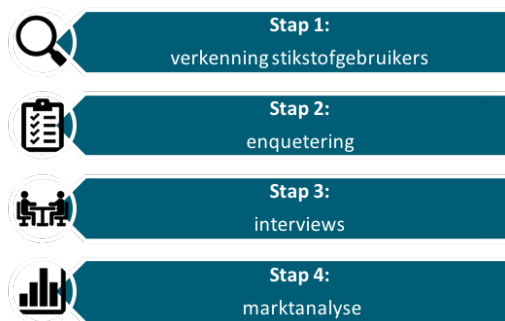 Stap 1:
verkenning stikstofgebruikers
Stap 2:
enquetering
Stap 3:
interviews
Stap 4:
marktanalyse